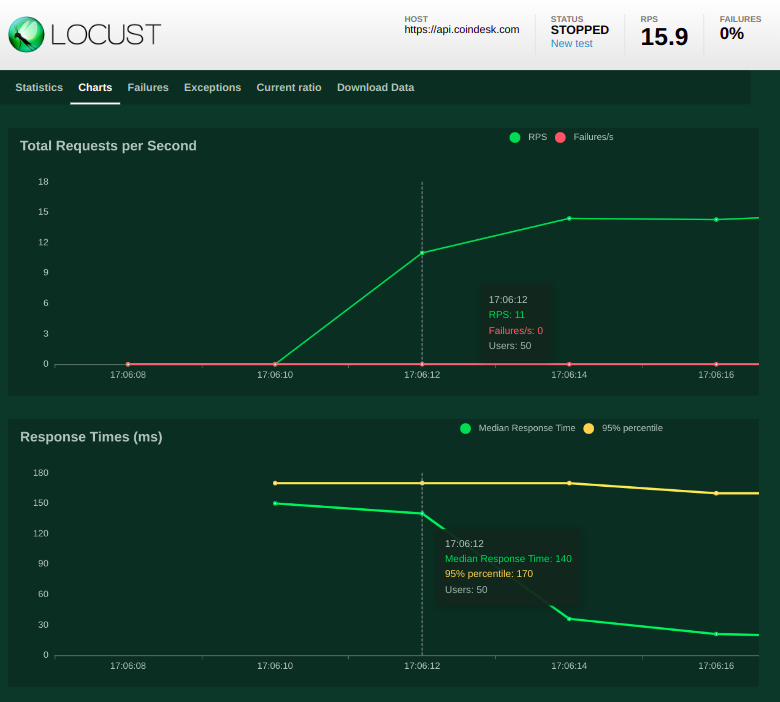 LOCUST
HOST
https://api.coindesk.com
STATUS
STOPPED
New test
RPS
15.9
FAILURES
0%
Statistics Charts Failures Exceptions Current ratio Download Data
Total Requests per Second
RPS Failures/s
18
15
12
9
6
3
0
17:06:12
RPS: 11
Failures/s: 0
Users: 50
17:06:08 17:06:10 17:06:12 17:06:14 17:06:16
Response Times (ms)
Median Response Time 95% percentile
180
150
120
90
60
30
0
17:06:12
Median Response Time: 140
95% percentile: 170
Users: 50
17:06:08 17:06:10 17:06:12 17:06:14 17:06:16